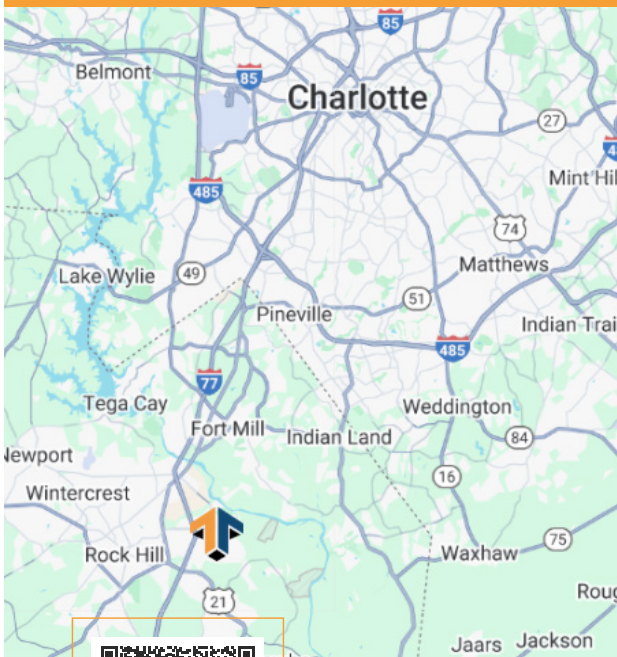 85
Belmont
85
Charlotte
27
485
Mint Hil
74
Lake Wylie
49
Matthews
51
Pineville
Indian Trai
485
77
Tega Cay
Weddington
Fort Mill
Indian Land
84
Newport
16
Wintercrest
75
Rock Hill
Waxhaw
21
Roug
Jaars
Jackson